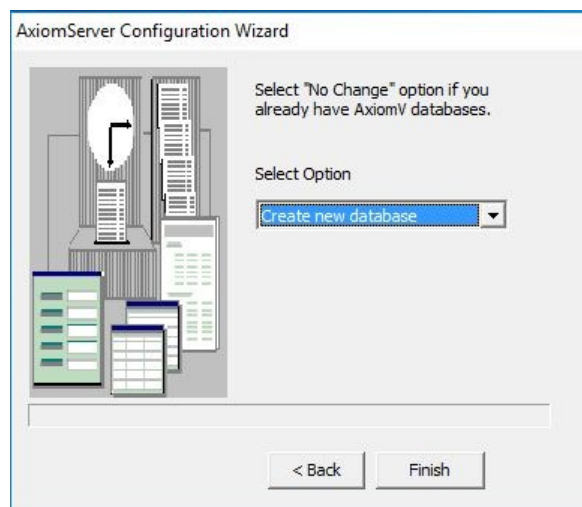 AxiomServer Configuration Wizard
Select "No Change" option if you
already have AxiomV databases.
Select Option
Create new database
< Back
Finish